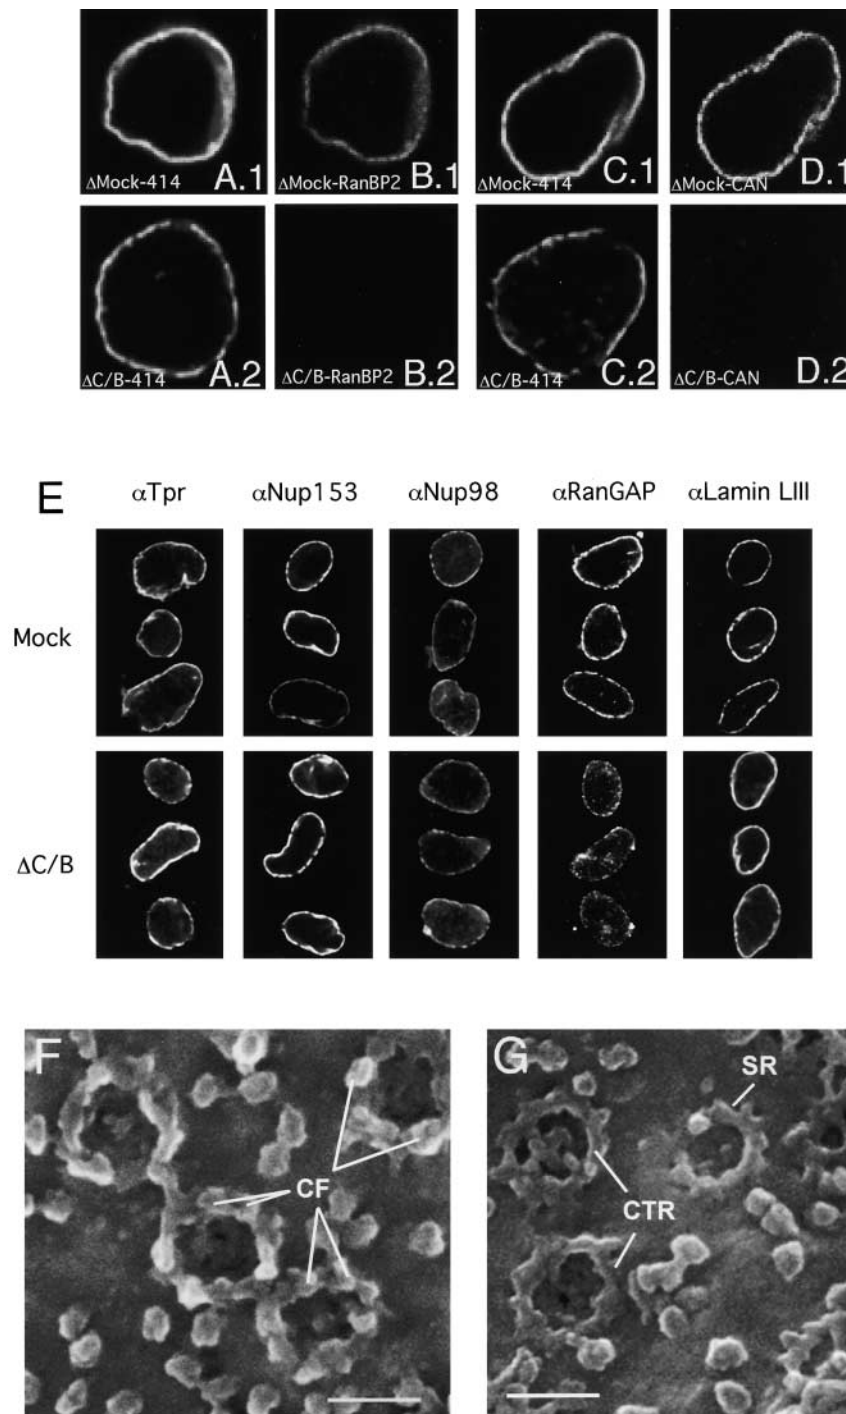 ΔMock-414 A.1 ΔMock-RanBP2 B.1 ΔMock-414 C.1 ΔMock-CAN D.1
ΔC/B-414 A.2 ΔC/B-RanBP2 B.2 ΔC/B-414 C.2 ΔC/B-CAN D.2
E αTpr αNup153 αNup98 αRanGAP αLamin LIII
Mock
ΔC/B
F G SR
CF
CTR